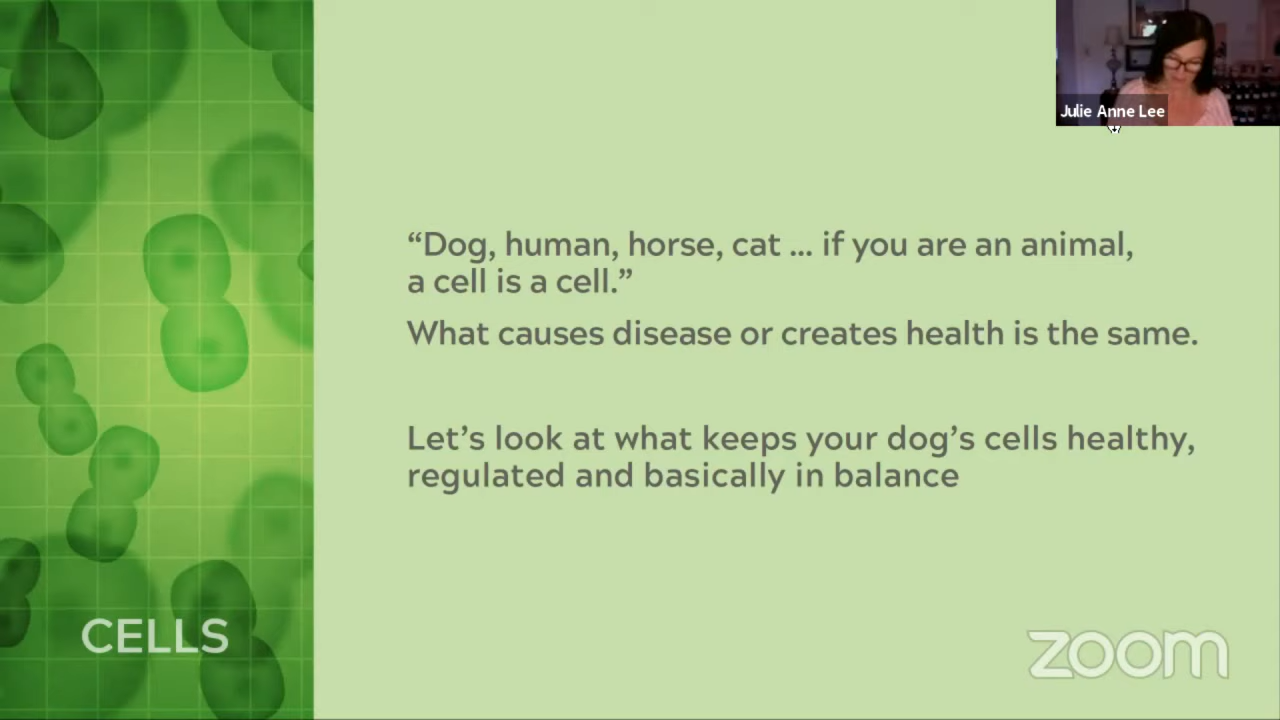 Julie Anne Lee
“Dog, human, horse, cat ... if you are an animal,
a cell is a cell.”
What causes disease or creates health is the same.
Let’s look at what keeps your dog’s cells healthy,
regulated and basically in balance
CELLS
zoom